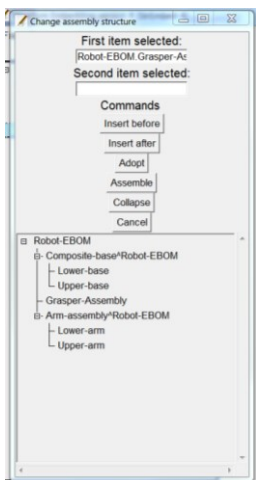 Change assembly structure
First item selected:
Robot-EBOM.Grasper-As
Second item selected:
Commands
Insert before
Insert after
Adopt
Assemble
Collapse
Cancel
Robot-EBOM
Composite-base^Robot-EBOM
Lower-base
Upper-base
Grasper-Assembly
Arm-assembly^Robot-EBOM
Lower-arm
Upper-arm